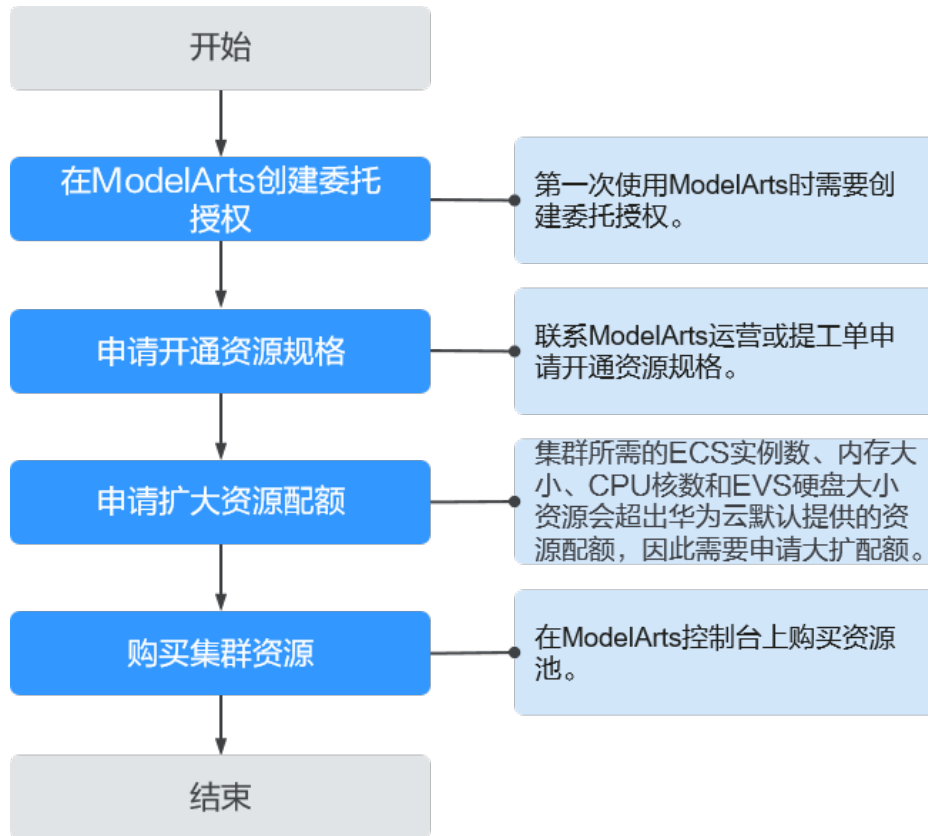 开始
在ModelArts创建委托
授权
第一次使用ModelArts时需要创
建委托授权。
申请开通资源规格
联系ModelArts运营或提工单申
请开通资源规格。
申请扩大资源配额
集群所需的ECS实例数、内存大
小、CPU核数和EVS硬盘大小
资源会超出华为云默认提供的资
源配额，因此需要申请大扩配额。
购买集群资源
在ModelArts控制台上购买资源
池。
结束